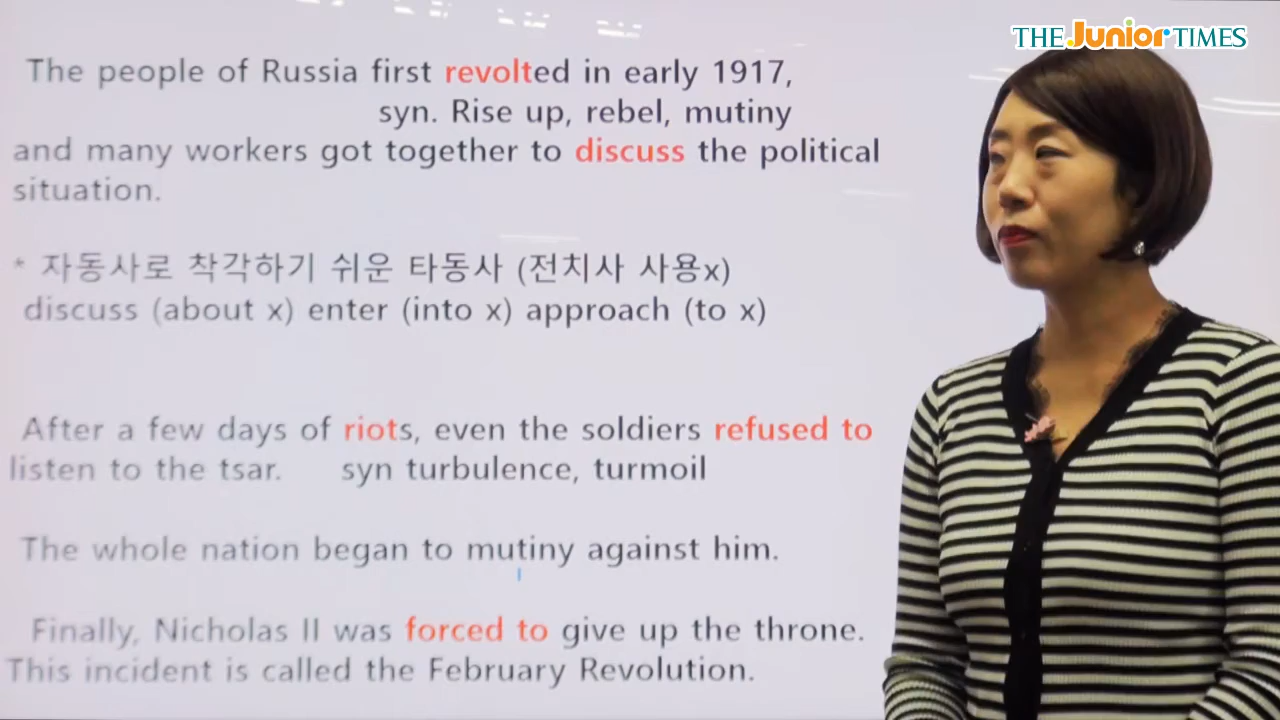 THE Junior TIMES
The people of Russia first revolted in early 1917,
syn. Rise up, rebel, mutiny
and many workers got together to discuss the political
situation.
* 자동사로 착각하기 쉬운 타동사 (전치사 사용x)
discuss (about x) enter (into x) approach (to x)
After a few days of riots, even the soldiers refused to
listen to the tsar. syn turbulence, turmoil
The whole nation began to mutiny against him.
Finally, Nicholas II was forced to give up the throne.
This incident is called the February Revolution.